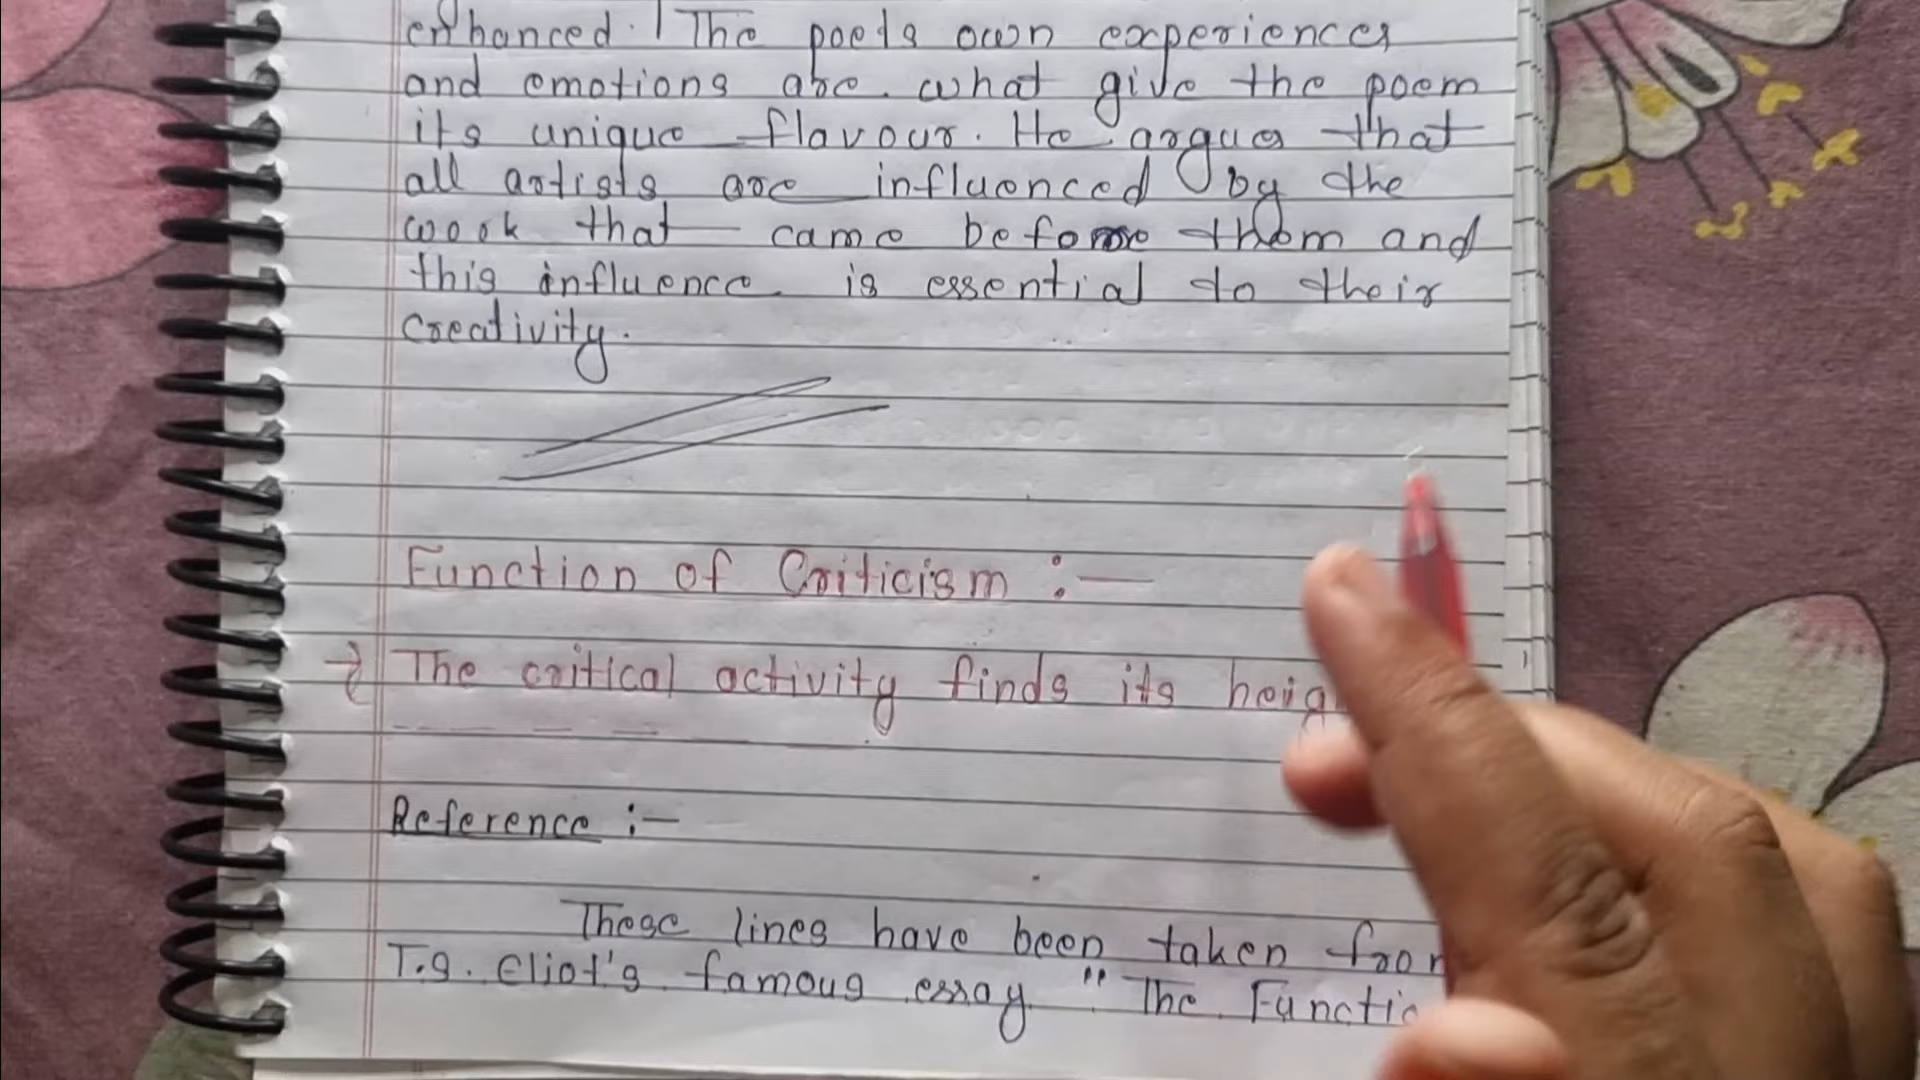 enhanced. The poets own experiences
and emotions are what give the poem
its unique flavour. He argues that
all artists are influenced by the
work that came before them and
this influence is essential to their
creativity.
Function of Criticism :-
→ The critical activity finds its
Reference :-
These lines have been taken
T.S. Eliot's famous essay "The